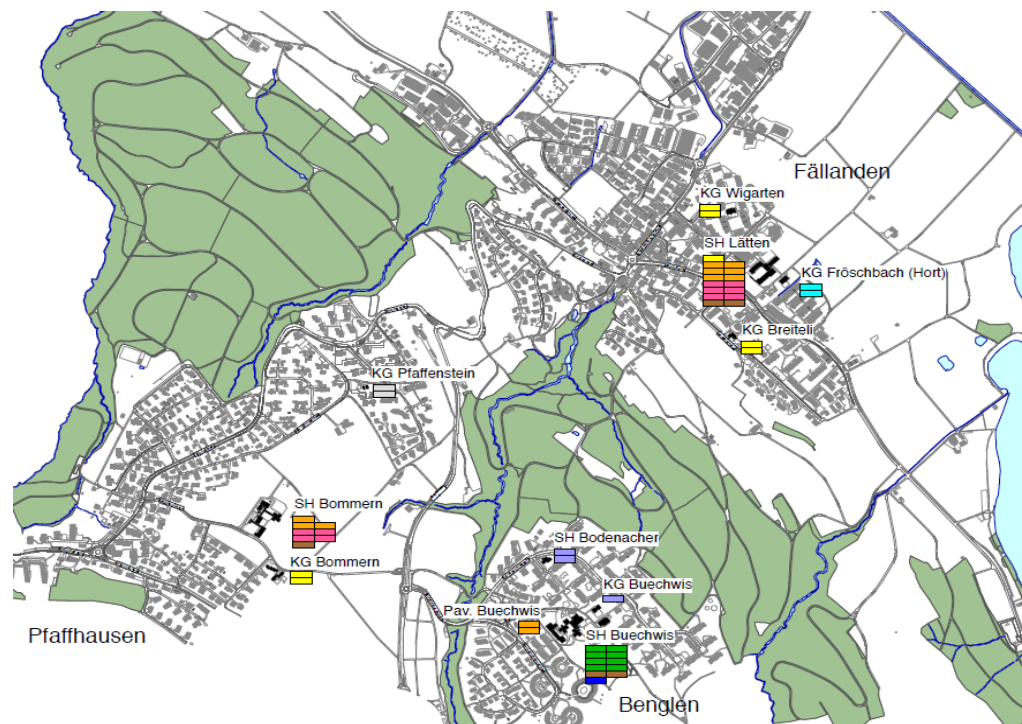 Fällanden
KG Wigarten
SH Lätten
KG Fröschbach (Hort)
KG Breiteli
KG Pfaffenstein
SH Bommern
SH Bodenacher
KG Bommern
KG Buechwis
Pav. Buechwis
Pfaffhausen
SH Buechwis
Benglen